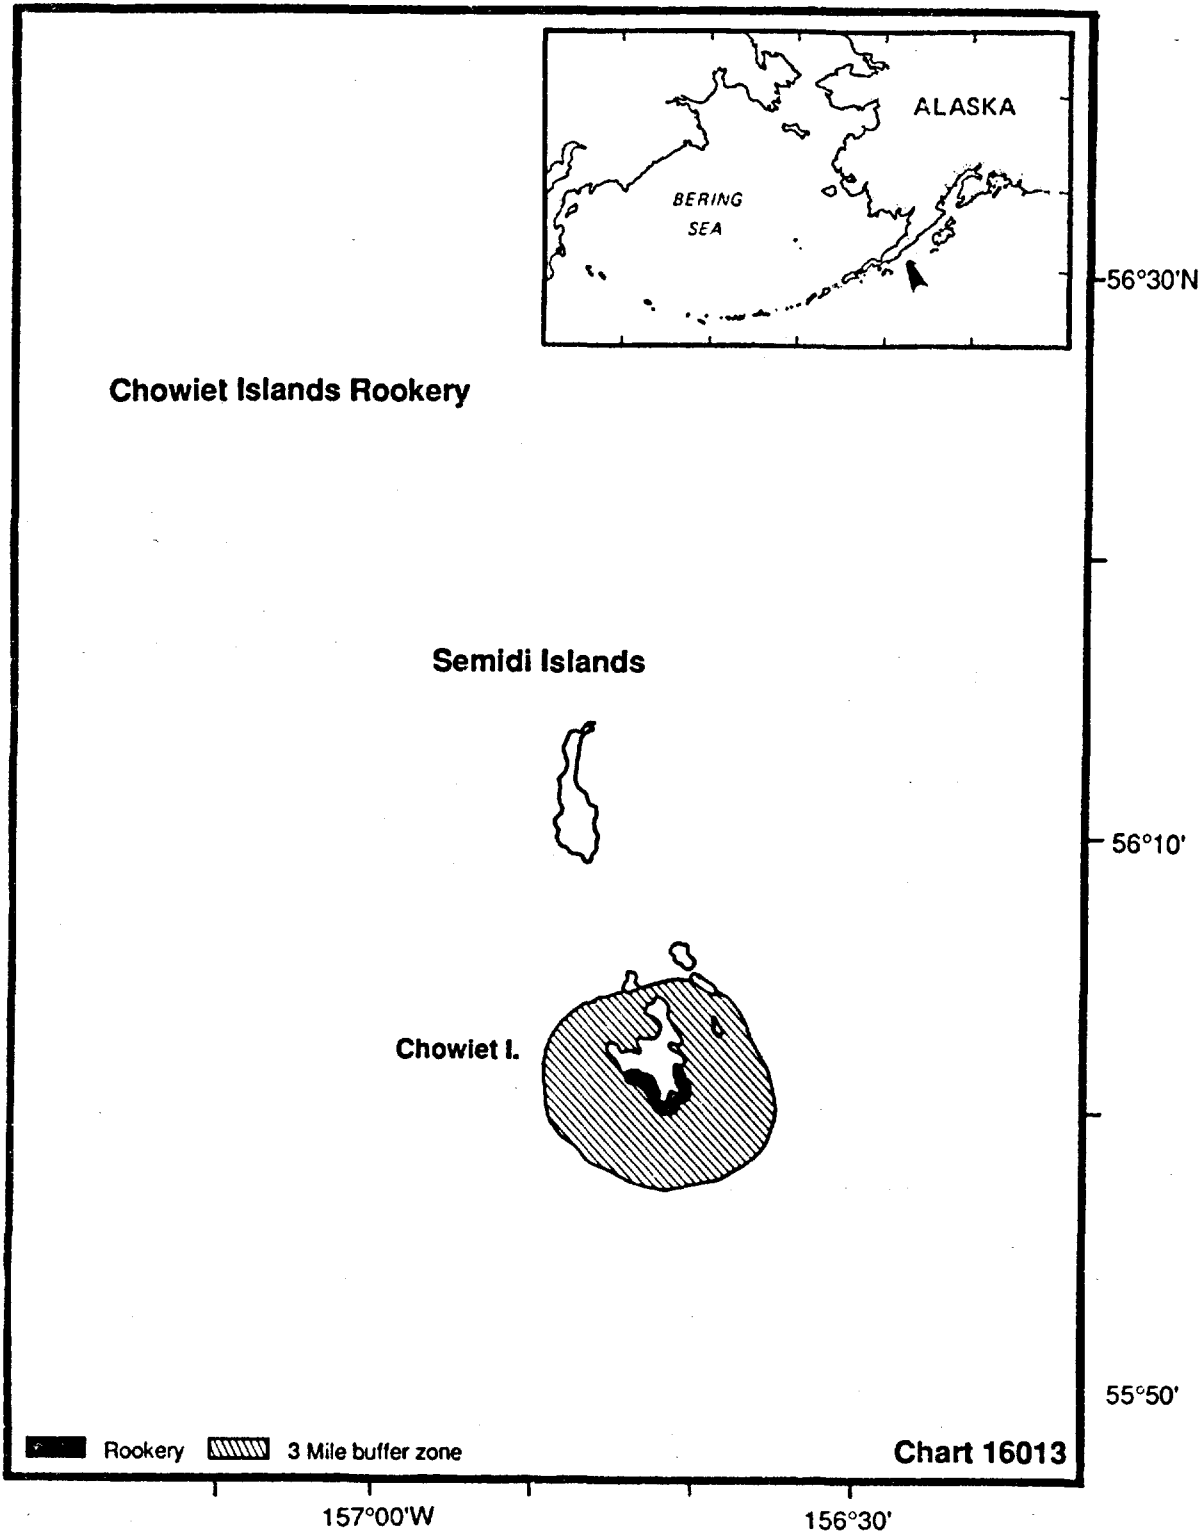 ALASKA
BERING
SEA
56°30'N
Chowiet Islands Rookery
Semidi Islands
56°10'
Chowiet I.
55°50'
Rookery
3 Mile buffer zone
Chart 16013
157°00'W
156°30'